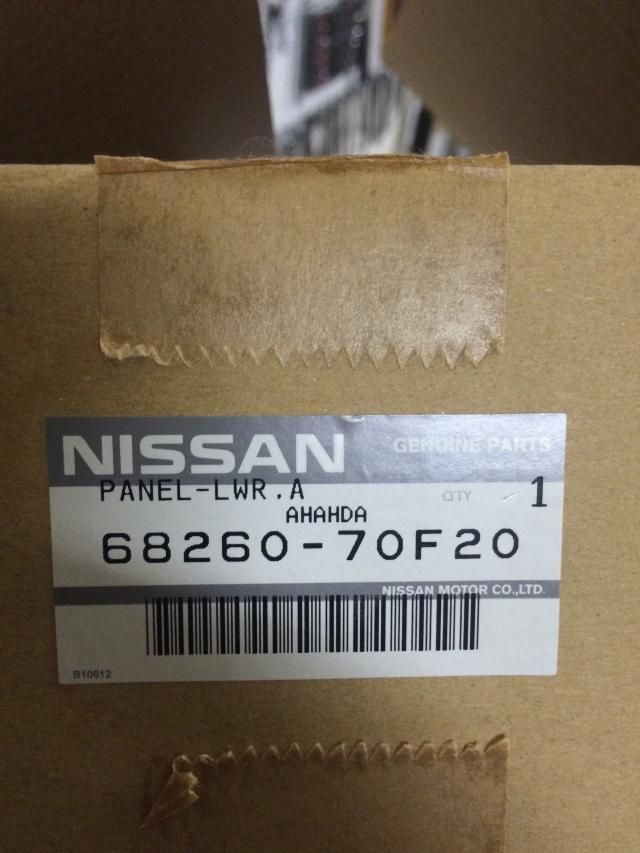 NISSAN GENUINE PARTS
PANEL-LWR.A QTY 1
AHAHDA
68260-70F20
NISSAN MOTOR CO.,LTD.
B10612